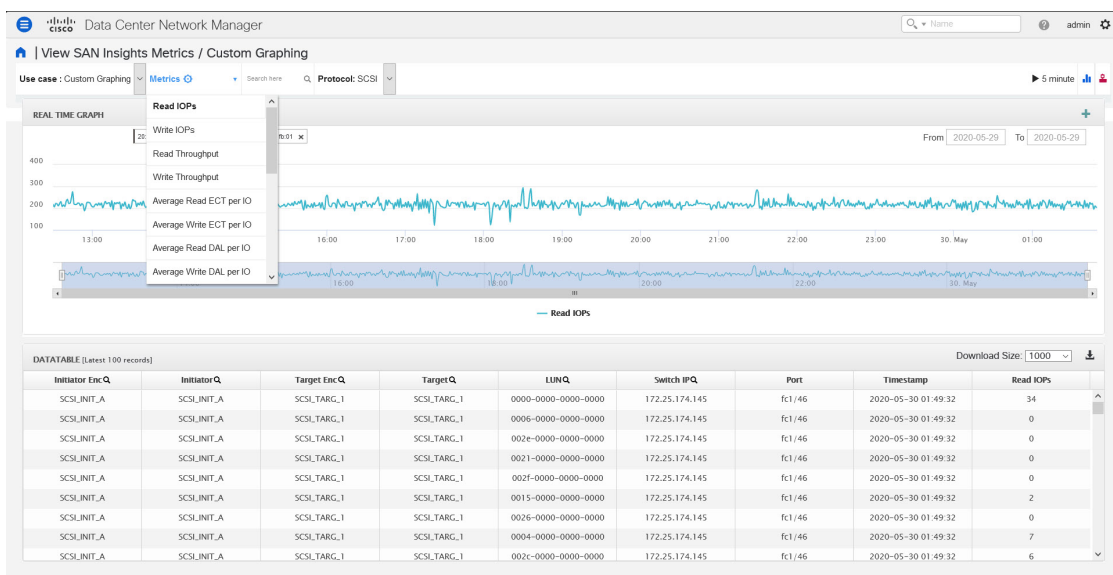 cisco Data Center Network Manager Name admin
| View SAN Insights Metrics / Custom Graphing
Use case : Custom Graphing Metrics Search here Protocol: SCSI 5 minute
Read IOPs
Write IOPs
Read Throughput
Write Throughput
Average Read ECT per IO
Average Write ECT per IO
Average Read DAL per IO
Average Write DAL per IO
REAL TIME GRAPH
20: fb:01 x From 2020-05-29 To 2020-05-29
400
300
200
100
13:00 16:00 17:00 18:00 19:00 20:00 21:00 22:00 23:00 30. May 01:00
16:00 18:00 20:00 22:00 30. May
Read IOPs
DATATABLE [Latest 100 records] Download Size: 1000
Initiator Enc Initiator Target Enc Target LUN Switch IP Port Timestamp Read IOPs
SCSI_INIT_A SCSI_INIT_A SCSI_TARG_1 SCSI_TARG_1 0000-0000-0000-0000 172.25.174.145 fc1/46 2020-05-30 01:49:32 34
SCSI_INIT_A SCSI_INIT_A SCSI_TARG_1 SCSI_TARG_1 0006-0000-0000-0000 172.25.174.145 fc1/46 2020-05-30 01:49:32 0
SCSI_INIT_A SCSI_INIT_A SCSI_TARG_1 SCSI_TARG_1 002e-0000-0000-0000 172.25.174.145 fc1/46 2020-05-30 01:49:32 0
SCSI_INIT_A SCSI_INIT_A SCSI_TARG_1 SCSI_TARG_1 0021-0000-0000-0000 172.25.174.145 fc1/46 2020-05-30 01:49:32 0
SCSI_INIT_A SCSI_INIT_A SCSI_TARG_1 SCSI_TARG_1 002f-0000-0000-0000 172.25.174.145 fc1/46 2020-05-30 01:49:32 0
SCSI_INIT_A SCSI_INIT_A SCSI_TARG_1 SCSI_TARG_1 0015-0000-0000-0000 172.25.174.145 fc1/46 2020-05-30 01:49:32 2
SCSI_INIT_A SCSI_INIT_A SCSI_TARG_1 SCSI_TARG_1 0026-0000-0000-0000 172.25.174.145 fc1/46 2020-05-30 01:49:32 0
SCSI_INIT_A SCSI_INIT_A SCSI_TARG_1 SCSI_TARG_1 0004-0000-0000-0000 172.25.174.145 fc1/46 2020-05-30 01:49:32 7
SCSI_INIT_A SCSI_INIT_A SCSI_TARG_1 SCSI_TARG_1 002c-0000-0000-0000 172.25.174.145 fc1/46 2020-05-30 01:49:32 6